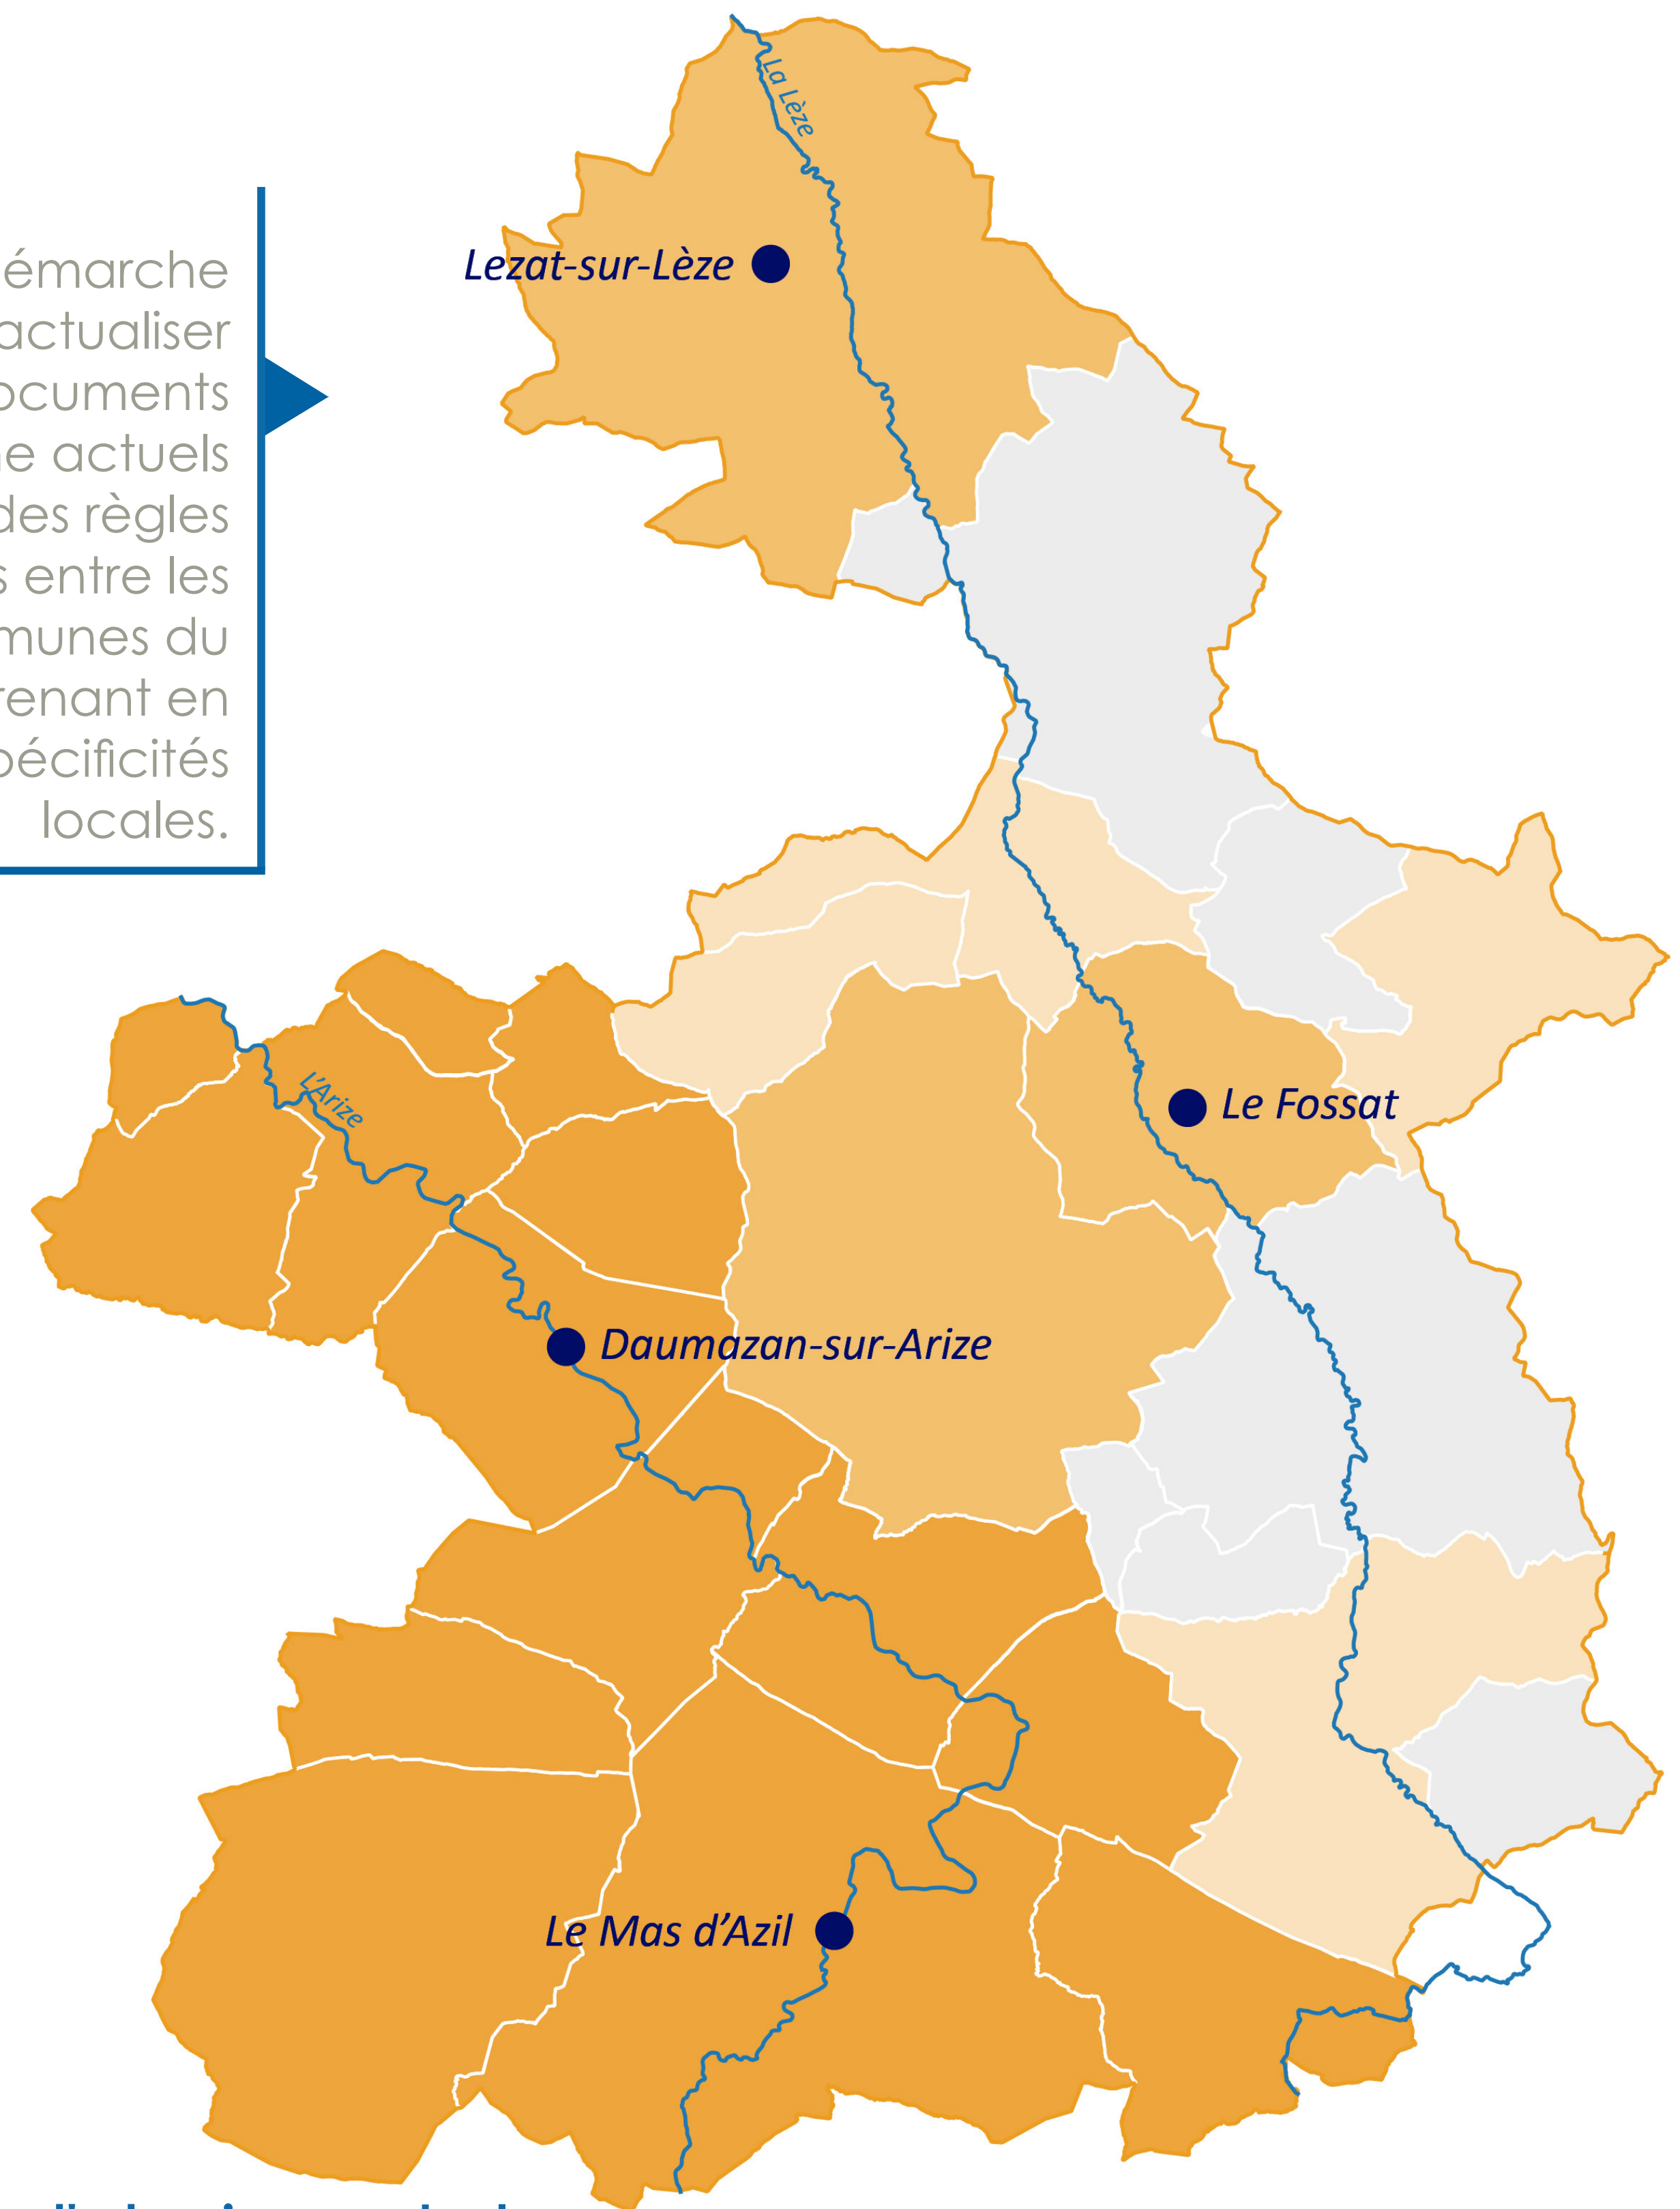 émarche
actualiser
ocuments
e actuels
des règles
s entre les
munes du
renant en
pécificités
locales.
La Lèze
Lezat-sur-Lèze
Le Fossat
L'Arize
Daumazan-sur-Arize
Le Mas d’Azil